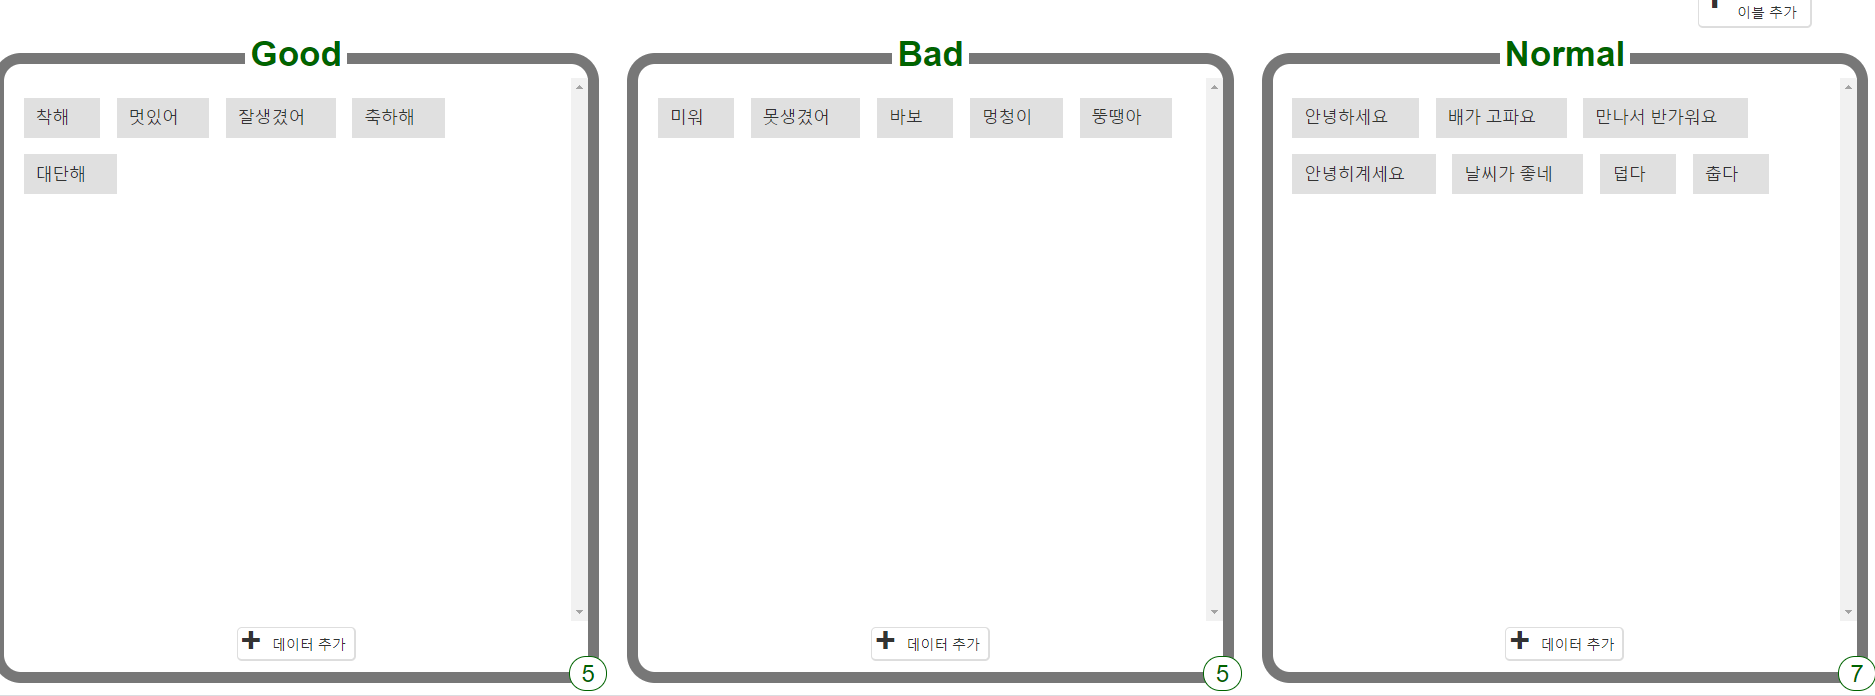 이블 추가
Good
착해 멋있어 잘생겼어 축하해
대단해
데이터 추가
5
Bad
미워 못생겼어 바보 멍청이 뚱땡아
데이터 추가
5
Normal
안녕하세요 배가 고파요 만나서 반가워요
안녕히계세요 날씨가 좋네 덥다 춥다
데이터 추가
7